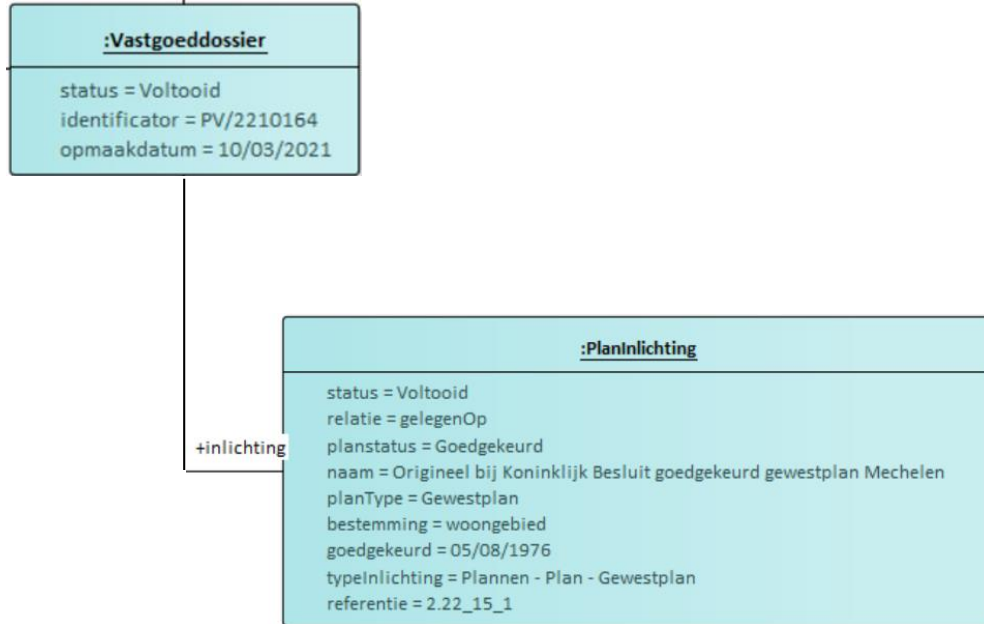 :Vastgoeddossier
status = Voltooid
identificator = PV/2210164
opmaakdatum = 10/03/2021
:PlanInlichting
status = Voltooid
relatie = gelegenOp
+inlichting
planstatus = Goedgekeurd
naam = Origineel bij Koninklijk Besluit goedgekeurd gewestplan Mechelen
planType = Gewestplan
bestemming = woongebied
goedgekeurd = 05/08/1976
typeInlichting = Plannen - Plan - Gewestplan
referentie = 2.22_15_1